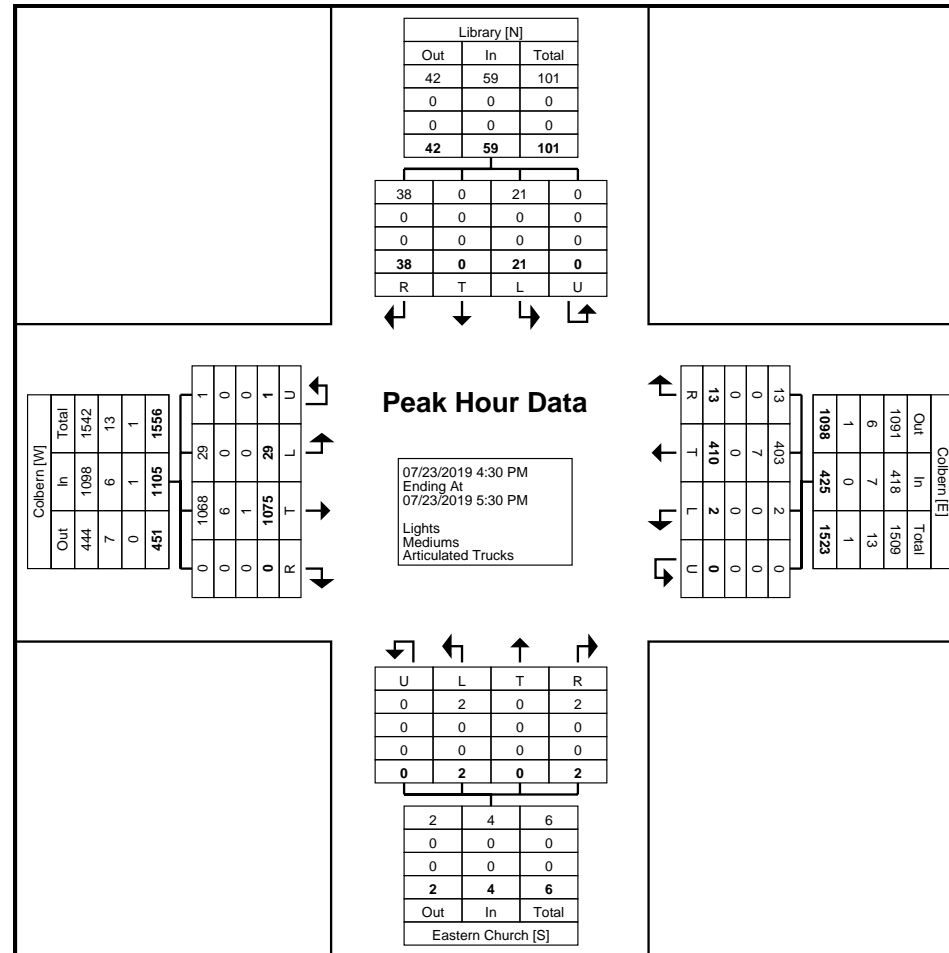 Library [N]
Out In Total
42 59 101
0 0 0
0 0 0
42 59 101
38 0 21 0
0 0 0 0
0 0 0 0
38 0 21 0
R T L U
Colbern [W]
Total 1542 13 1 1556
In 1098 6 1 1105
Out 444 7 0 451
1 0 0 1 U
29 0 0 29 L
1068 6 1 1075 T
0 0 0 0 R
Peak Hour Data
07/23/2019 4:30 PM
Ending At
07/23/2019 5:30 PM
Lights
Mediums
Articulated Trucks
R 13 0 0 13
T 410 0 7 403
L 2 0 0 2
U 0 0 0 0
1098 1 6 1091 Out
425 0 7 418 In
1523 1 13 1509 Total
Colbern [E]
U L T R
0 2 0 2
0 0 0 0
0 0 0 0
0 2 0 2
2 4 6
0 0 0
0 0 0
2 4 6
Out In Total
Eastern Church [S]